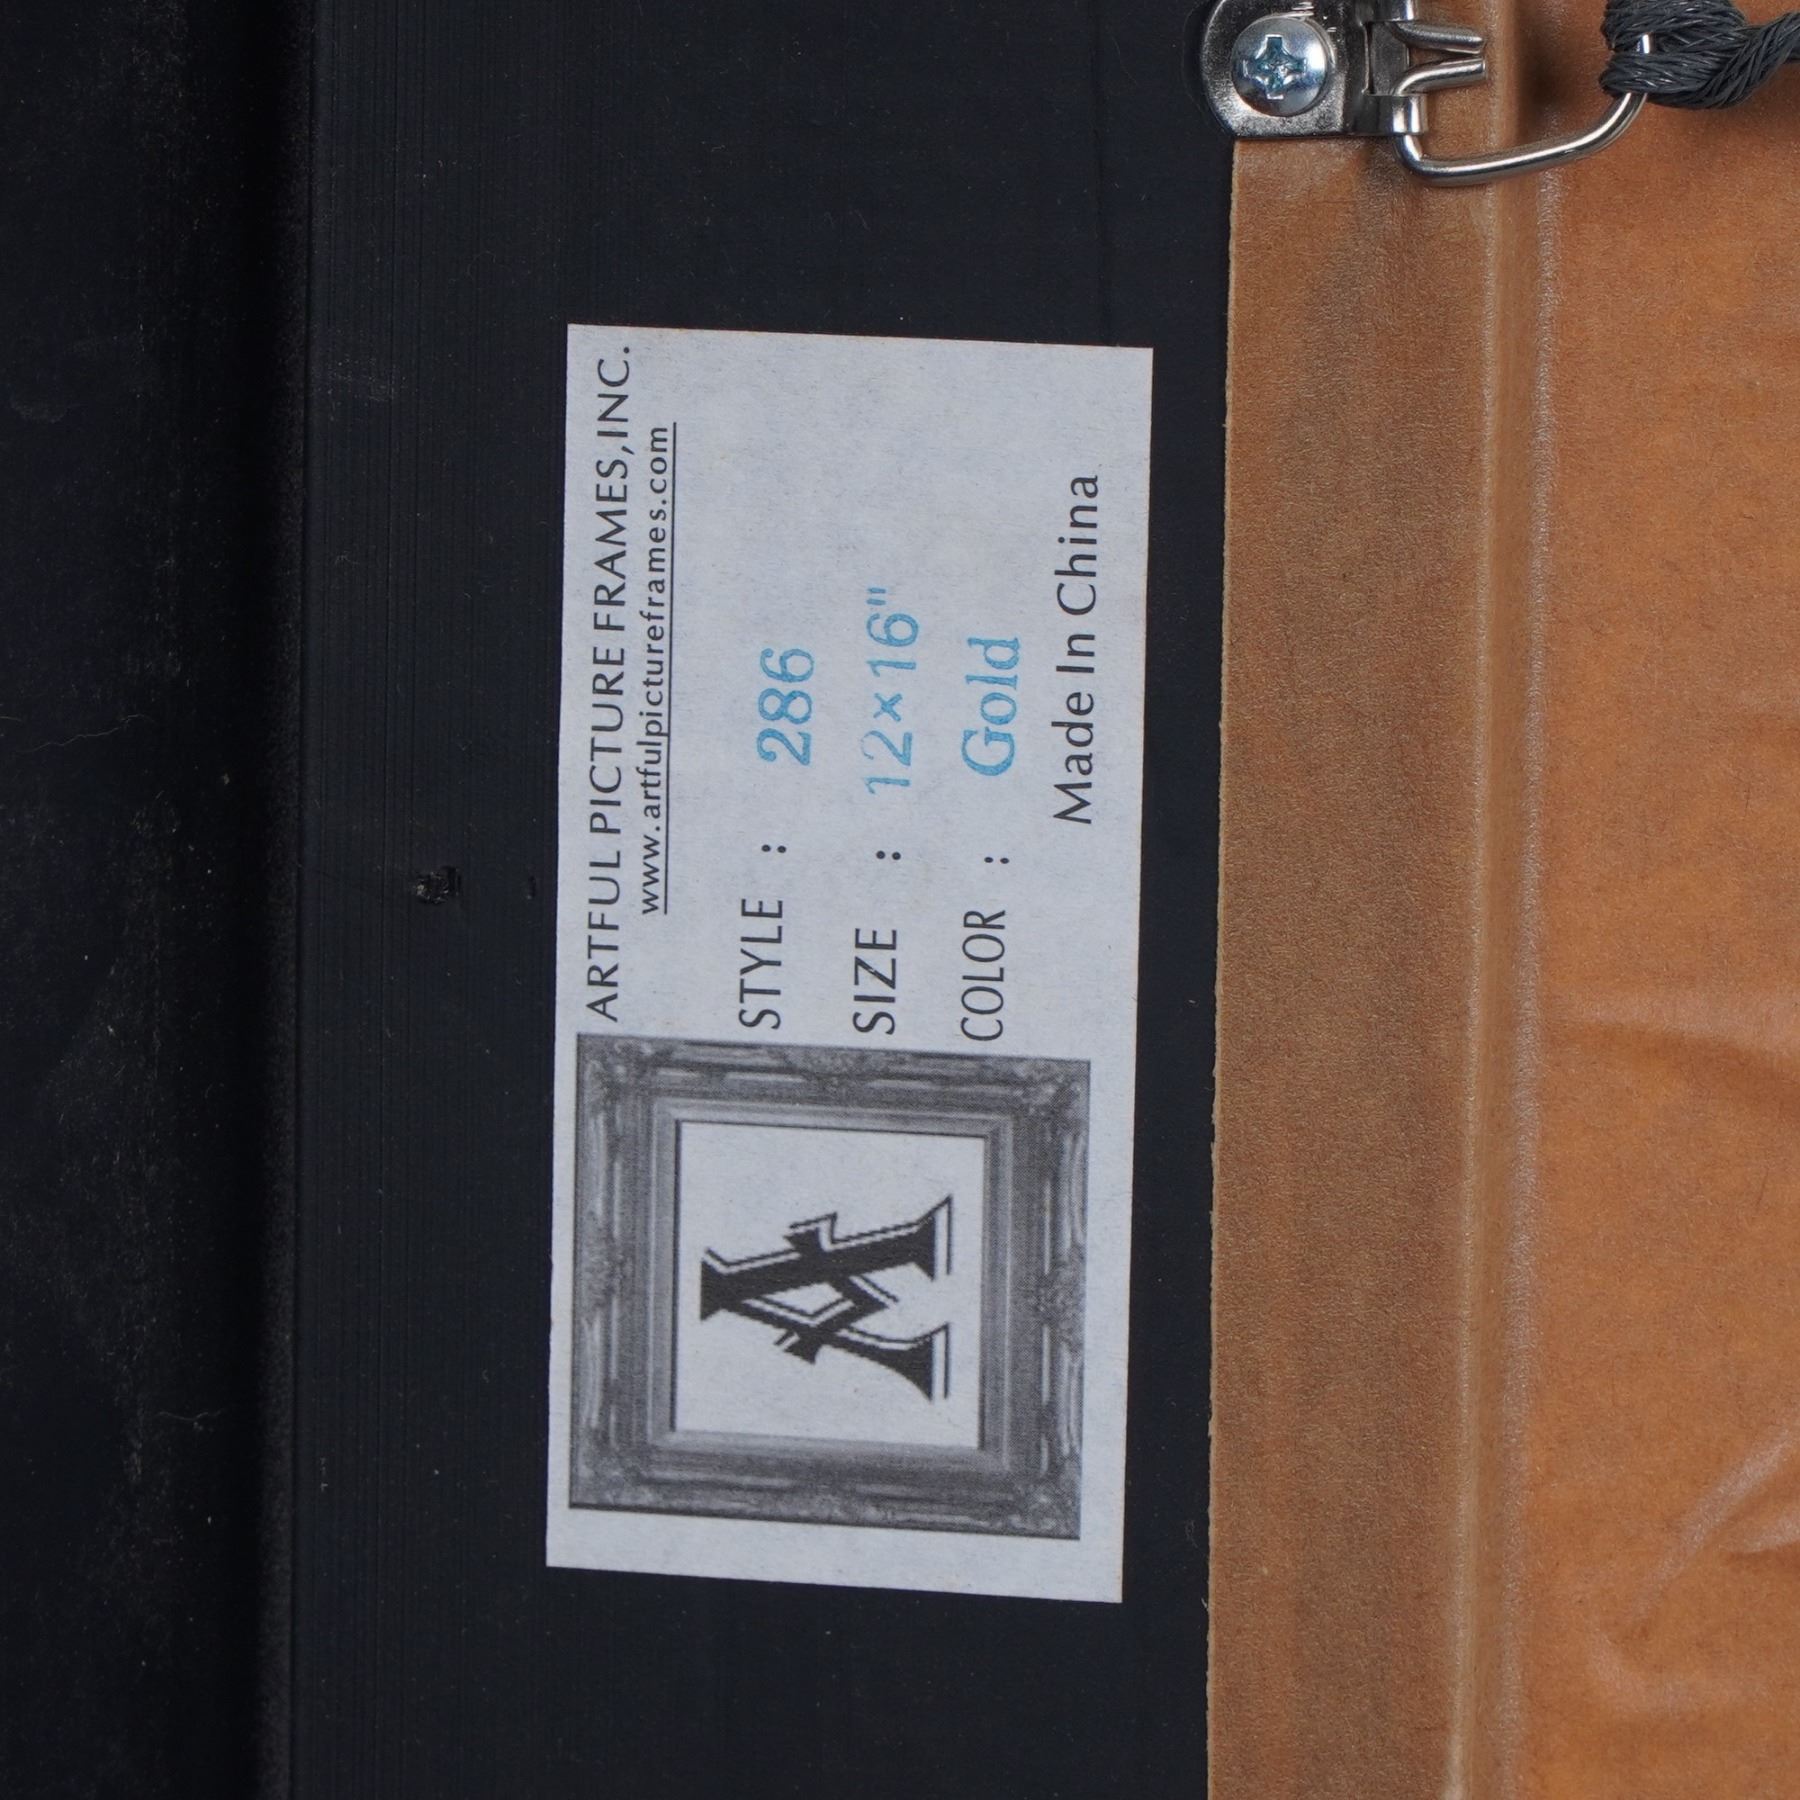 ARTFUL PICTURE FRAMES,INC.
www.artfulpictureframes.com
STYLE : 286
SIZE : 12×16"
COLOR : Gold
Made In China